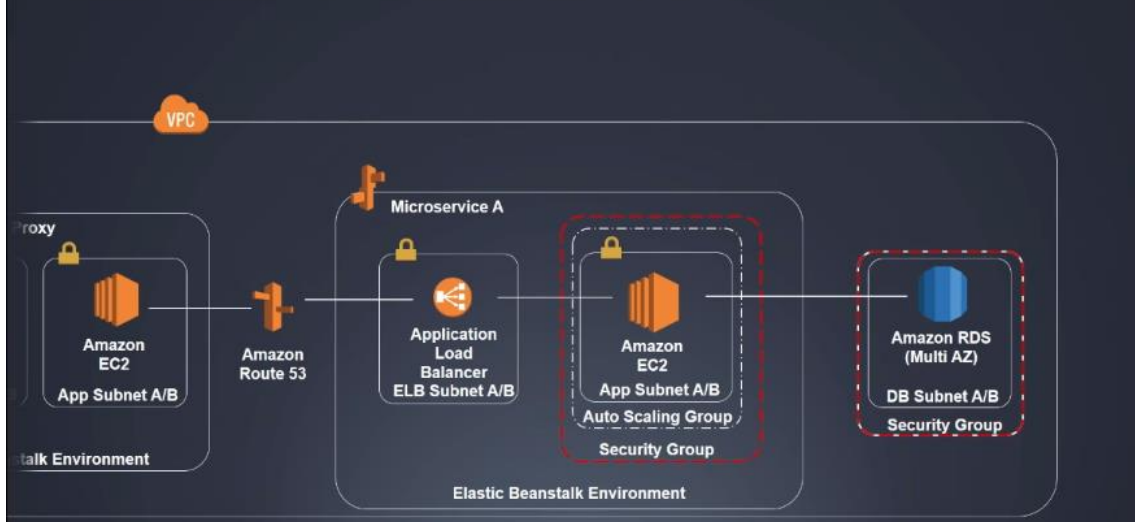 VPC
Proxy
Amazon
EC2
App Subnet A/B
stalk Environment
Amazon
Route 53
Microservice A
Application
Load
Balancer
ELB Subnet A/B
Amazon
EC2
App Subnet A/B
Auto Scaling Group
Security Group
Elastic Beanstalk Environment
Amazon RDS
(Multi AZ)
DB Subnet A/B
Security Group